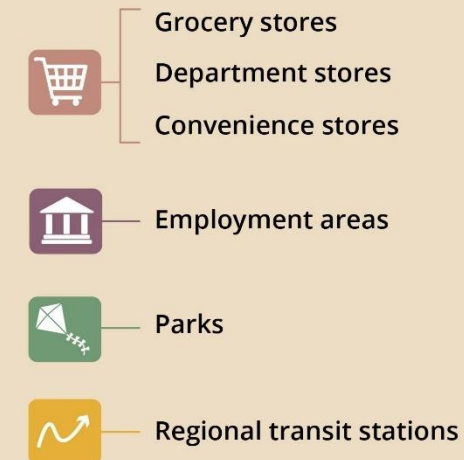 Grocery stores
Department stores
Convenience stores
Employment areas
Parks
Regional transit stations